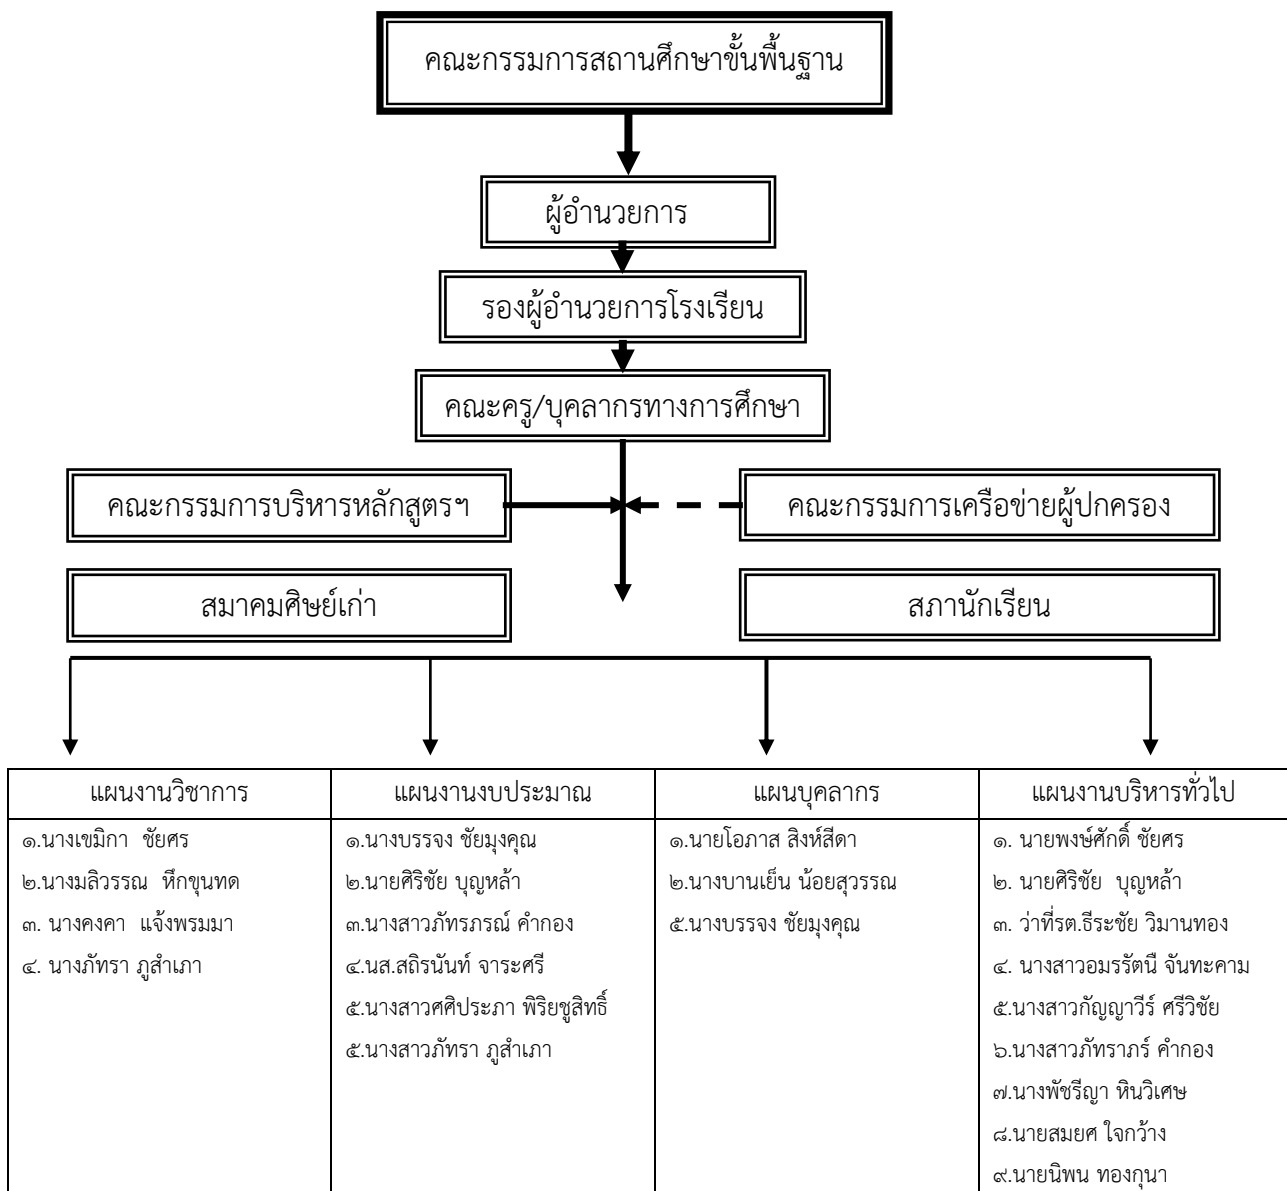 คณะกรรมการสถานศึกษาขั้นพื้นฐาน
ผู้อำนวยการ
รองผู้อำนวยการโรงเรียน
คณะครู/บุคลากรทางการศึกษา
คณะกรรมการบริหารหลักสูตรฯ
คณะกรรมการเครือข่ายผู้ปกครอง
สมาคมศิษย์เก่า
สภานักเรียน
แผนงานวิชาการ
๑.นางเขมิกา ชัยศร
๒.นางมลิวรรณ หึกขุนทด
๓. นางคงคา แจ้งพรมมา
๔. นางภัทรา ภูสำเภา
แผนงานงบประมาณ
๑.นางบรรจง ชัยมุงคุณ
๒.นายศิริชัย บุญหล้า
๓.นางสาวภัทรภรณ์ คำกอง
๔.นส.สถิรนันท์ จาระศรี
๕.นางสาวศศิประภา พิริยชูสิทธิ์
๕.นางสาวภัทรา ภูสำเภา
แผนบุคลากร
๑.นายโอภาส สิงห์สีดา
๒.นางบานเย็น น้อยสุวรรณ
๕.นางบรรจง ชัยมุงคุณ
แผนงานบริหารทั่วไป
๑. นายพงษ์ศักดิ์ ชัยศร
๒. นายศิริชัย บุญหล้า
๓. ว่าที่รต.ธีระชัย วิมานทอง
๔. นางสาวอมรรัตนื จันทะคาม
๕.นางสาวกัญญาวีร์ ศรีวิชัย
๖.นางสาวภัทราภร์ คำกอง
๗.นางพัชรีญา หินวิเศษ
๘.นายสมยศ ใจกว้าง
๙.นายนิพน ทองกุนา